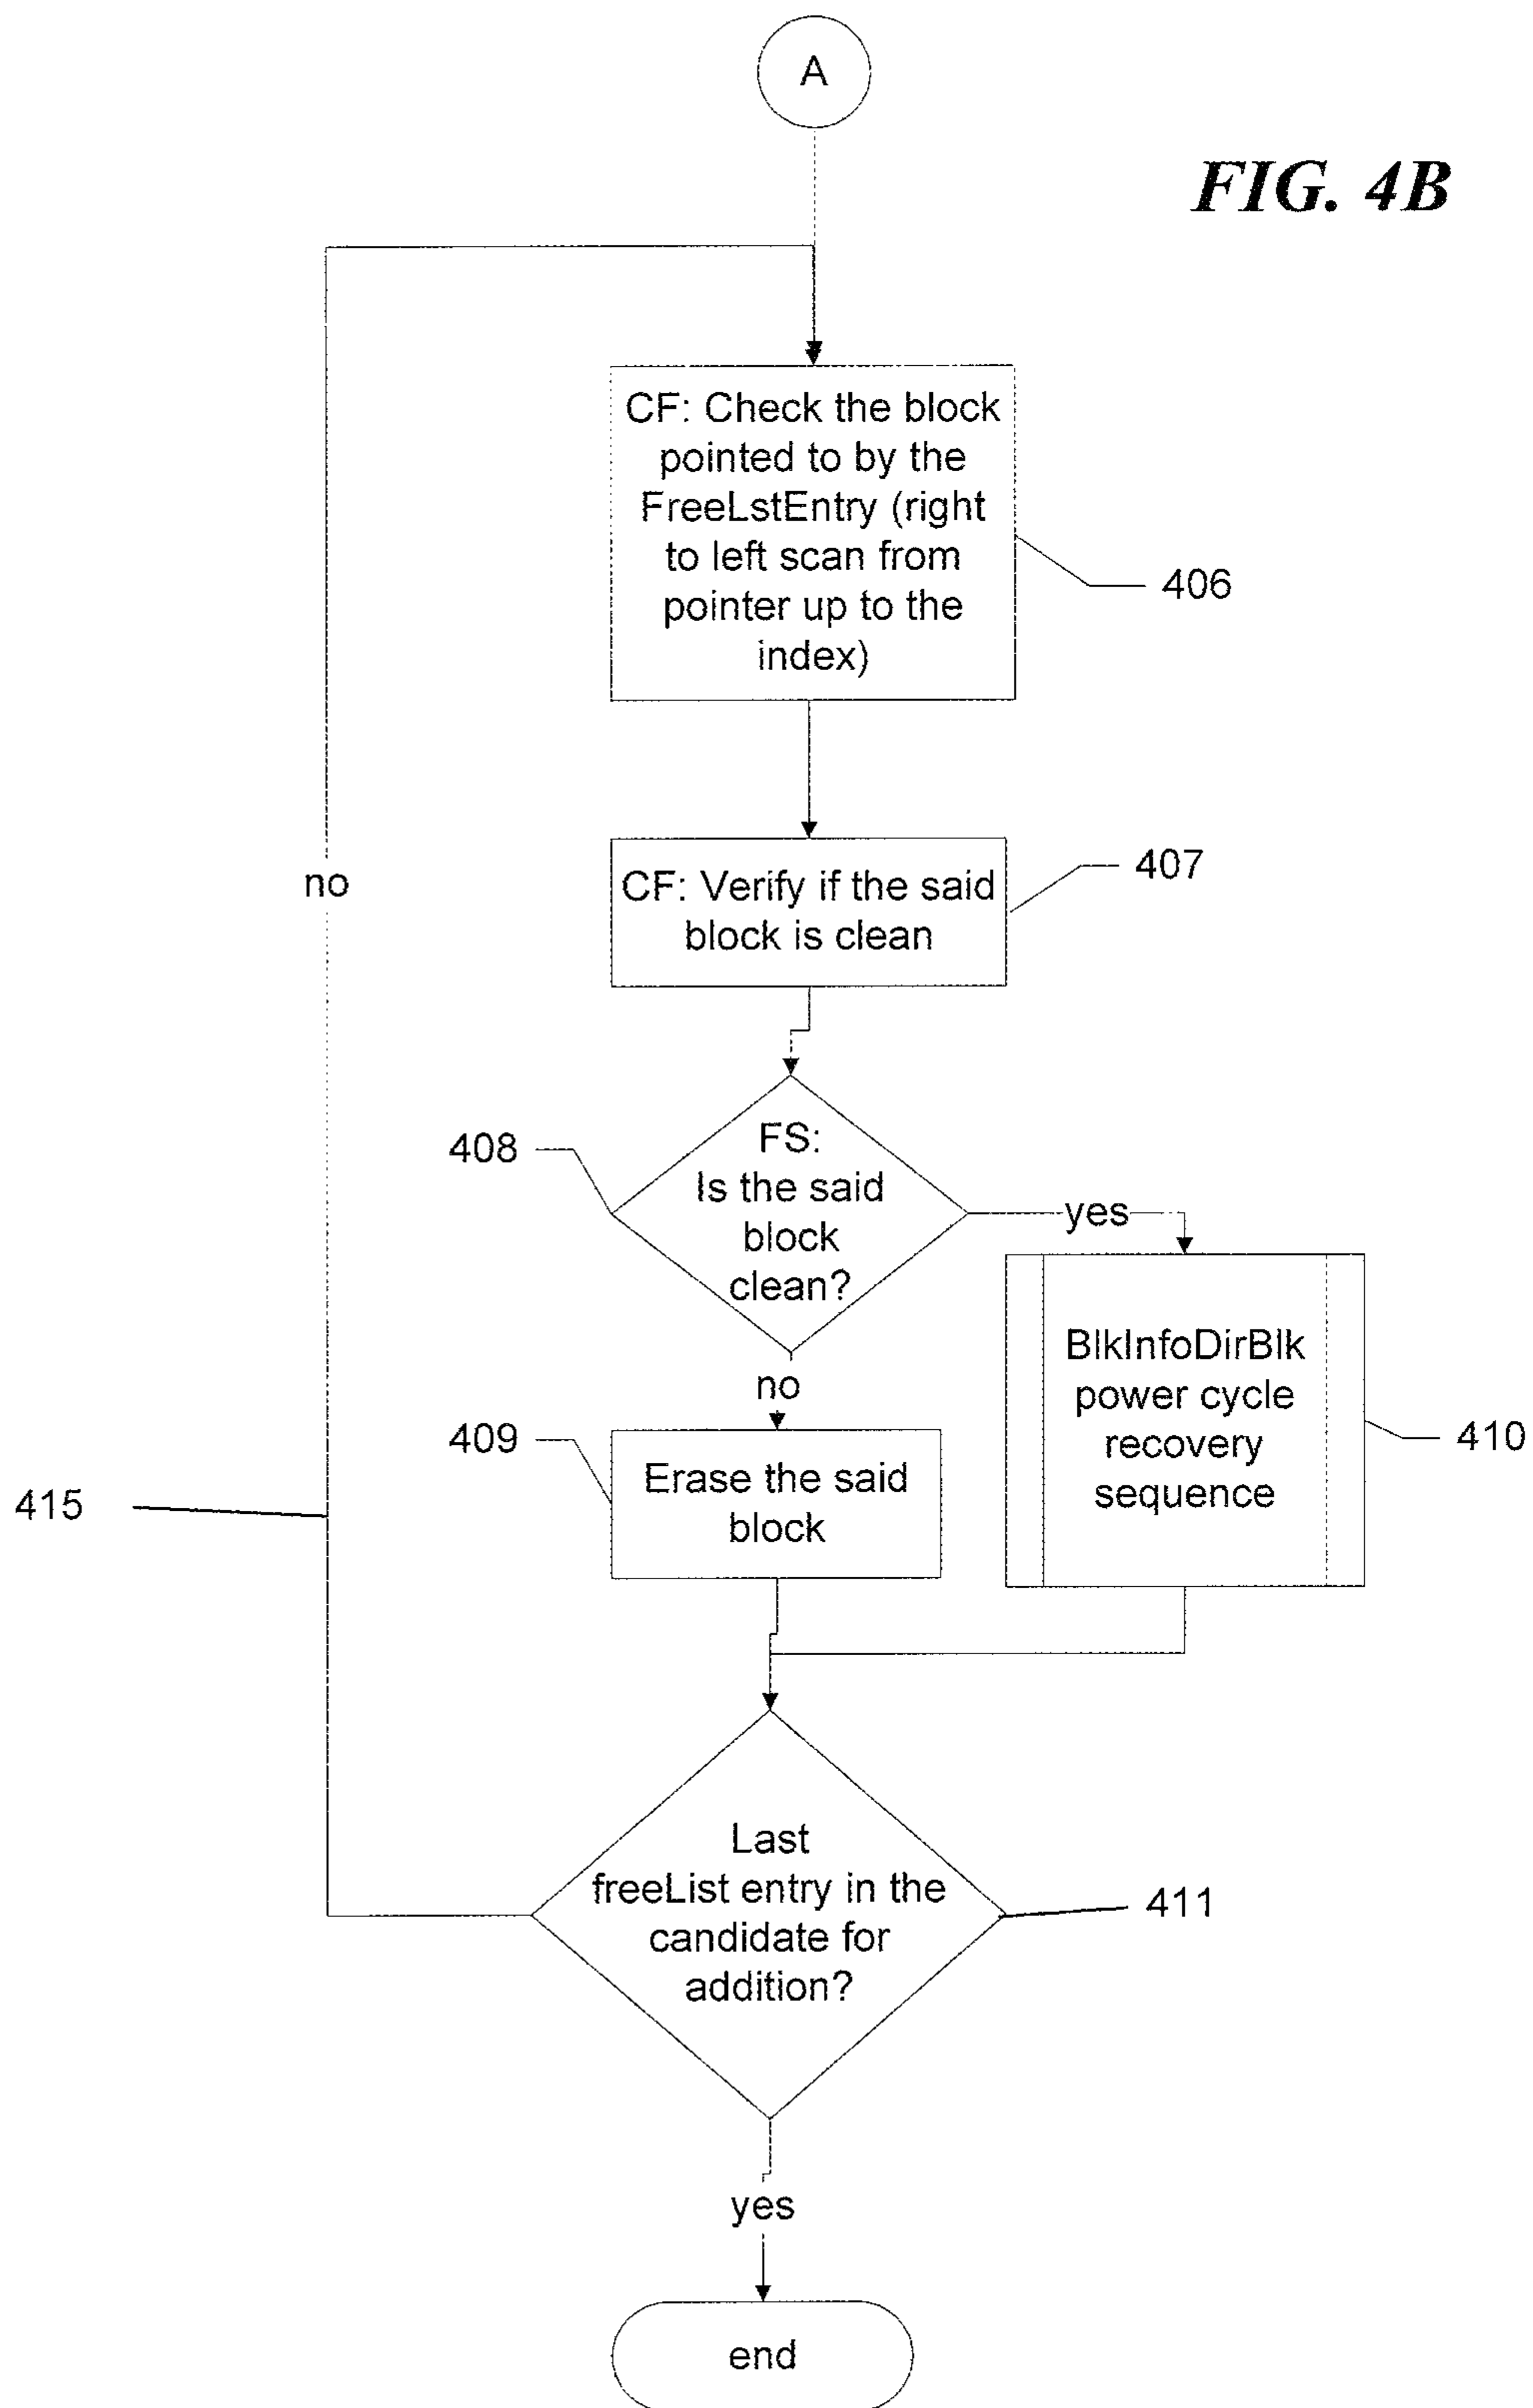 A
FIG. 4B
CF: Check the block
pointed to by the
FreeLstEntry (right
to left scan from
pointer up to the
index)
406
no
CF: Verify if the said
block is clean
407
408
FS:
Is the said
block
clean?
yes
no
409
Erase the said
block
BlkInfoDirBlk
power cycle
recovery
sequence
410
415
Last
freeList entry in the
candidate for
addition?
411
yes
end